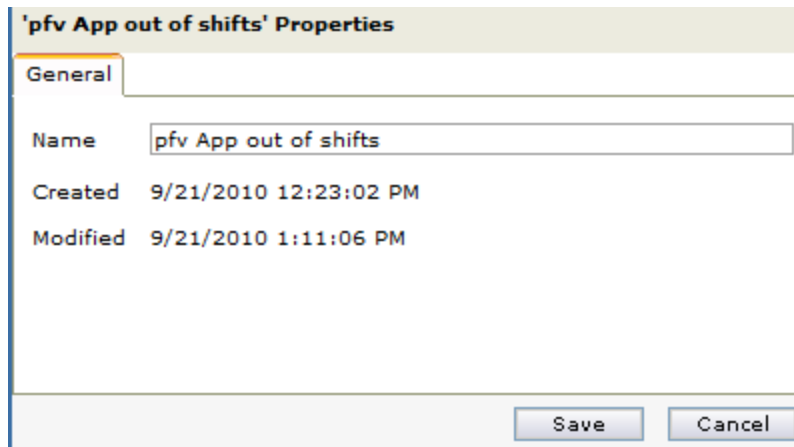 'pfv App out of shifts' Properties
General
Name pfv App out of shifts
Created 9/21/2010 12:23:02 PM
Modified 9/21/2010 1:11:06 PM
Save Cancel